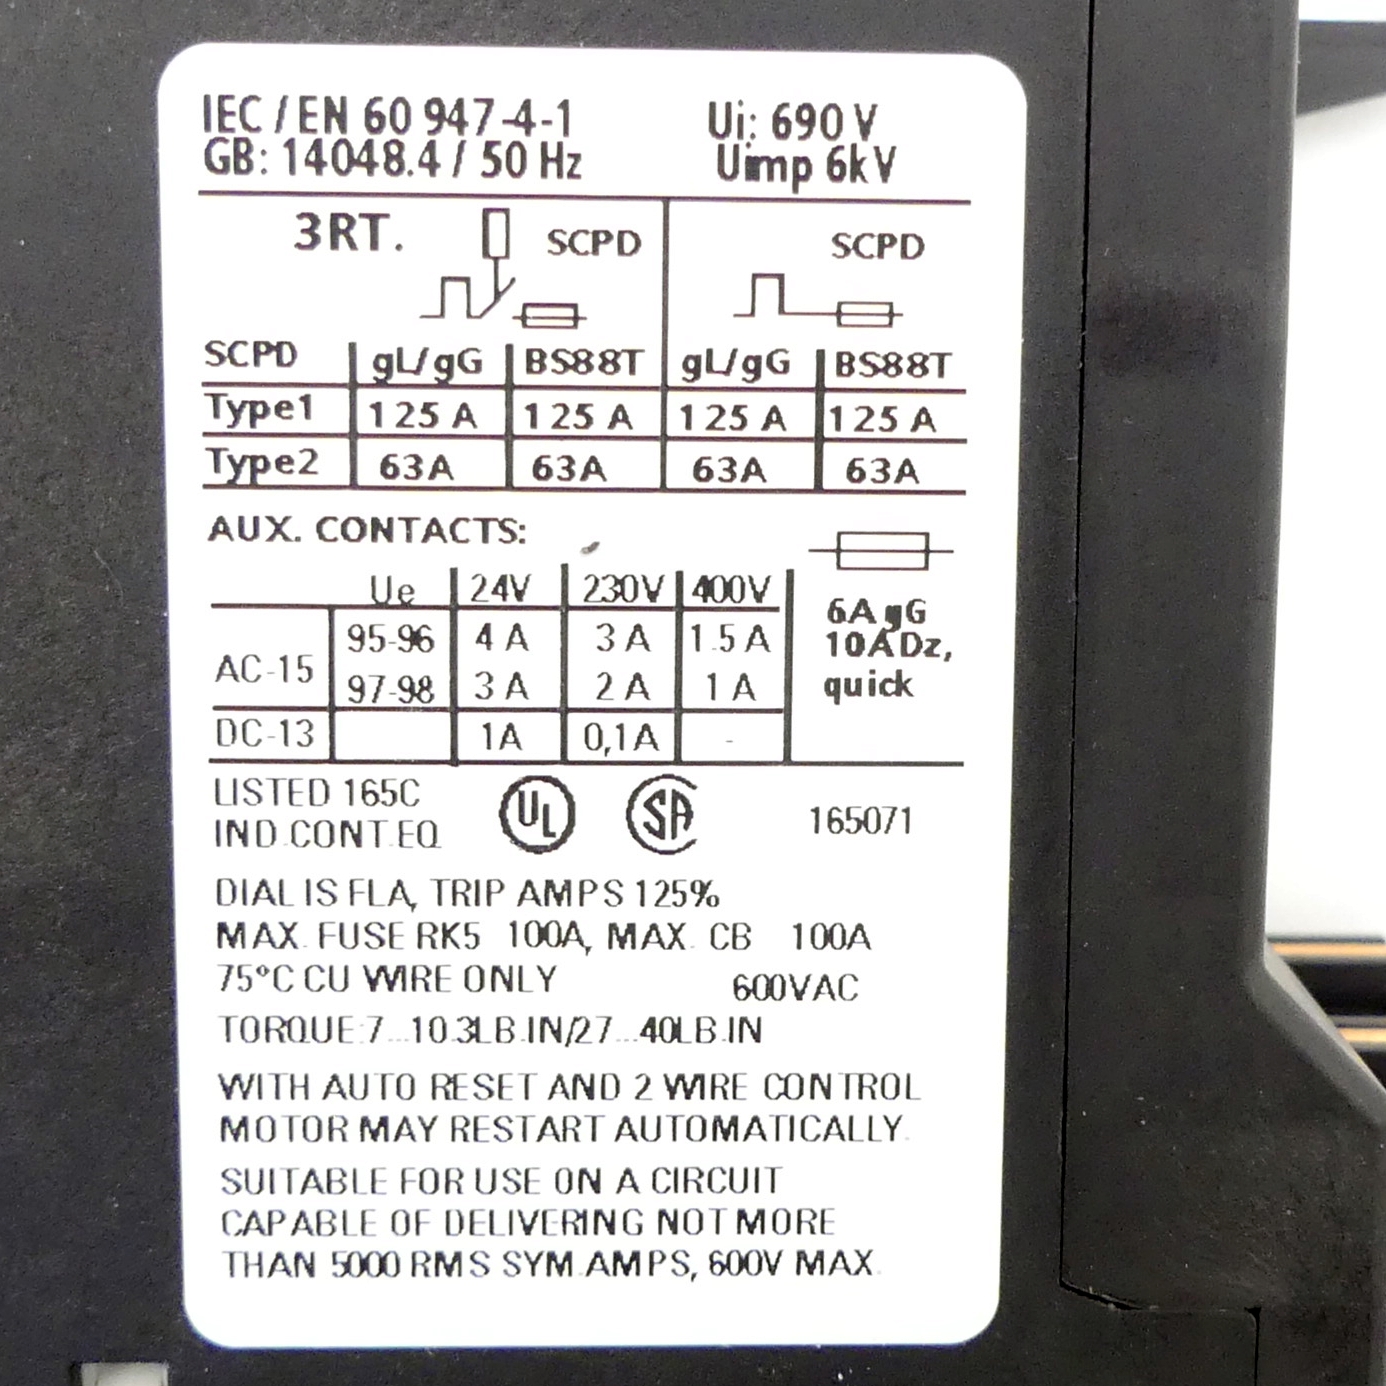 IEC / EN 60 947-4-1 Ui: 690 V
GB: 14048.4 / 50 Hz Uimp 6kV
3RT. SCPD SCPD
SCPD gL/gG BS88T gL/gG BS88T
Type1 125 A 125 A 125 A 125 A
Type2 63A 63A 63A 63A
AUX. CONTACTS:
Ue 24V 230V 400V
6A gG
95-96 4 A 3 A 1.5 A
10A Dz,
AC-15
97-98 3 A 2 A 1 A
quick
DC-13 1A 0,1A -
LISTED 165C
IND.CONT.EQ UL SA 165071
DIAL IS FLA, TRIP AMPS 125%
MAX. FUSE RK5 100A, MAX. CB 100A
75°C CU WIRE ONLY 600VAC
TORQUE:7...10.3LB.IN/27...40LB.IN
WITH AUTO RESET AND 2 WIRE CONTROL
MOTOR MAY RESTART AUTOMATICALLY.
SUITABLE FOR USE ON A CIRCUIT
CAPABLE OF DELIVERING NOT MORE
THAN 5000 RMS SYM.AMPS, 600V MAX.